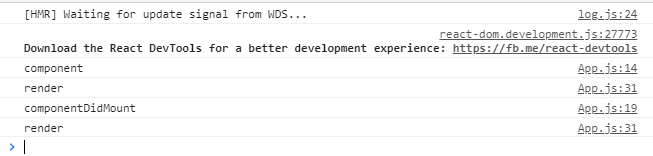 [HMR] Waiting for update signal from WDS... log.js:24
react-dom.development.js:27773
Download the React DevTools for a better development experience: https://fb.me/react-devtools
component App.js:14
render App.js:31
componentDidMount App.js:19
render App.js:31